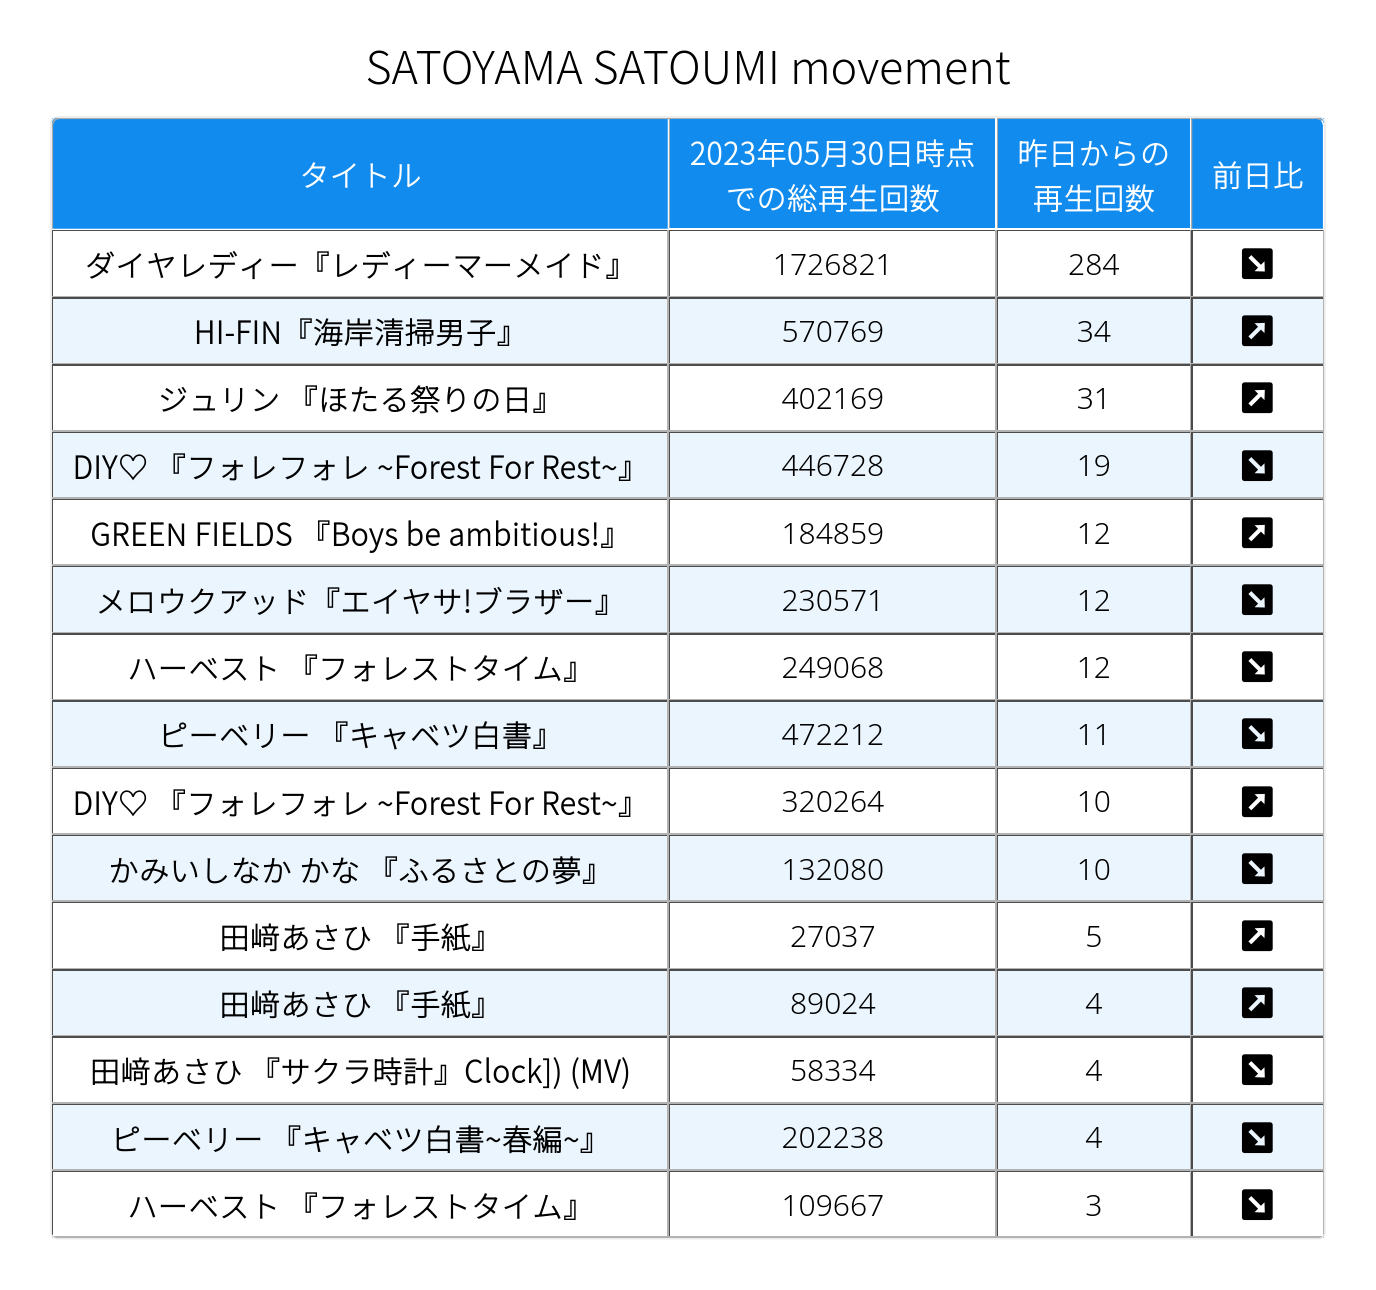 SATOYAMA SATOUMI movement
タイトル
2023年05月30日時点
での総再生回数
昨日からの
再生回数
前日比
ダイヤレディー『レディーマーメイド』 1726821 284
HI-FIN『海岸清掃男子』 570769 34
ジュリン 『ほたる祭りの日』 402169 31
DIY♡ 『フォレフォレ ~Forest For Rest~』 446728 19
GREEN FIELDS 『Boys be ambitious!』 184859 12
メロウクアッド『エイヤサ!ブラザー』 230571 12
ハーベスト 『フォレストタイム』 249068 12
ピーベリー 『キャベツ白書』 472212 11
DIY♡ 『フォレフォレ ~Forest For Rest~』 320264 10
かみいしなか かな 『ふるさとの夢』 132080 10
田﨑あさひ 『手紙』 27037 5
田﨑あさひ 『手紙』 89024 4
田﨑あさひ 『サクラ時計』Clock]) (MV) 58334 4
ピーベリー 『キャベツ白書~春編~』 202238 4
ハーベスト 『フォレストタイム』 109667 3